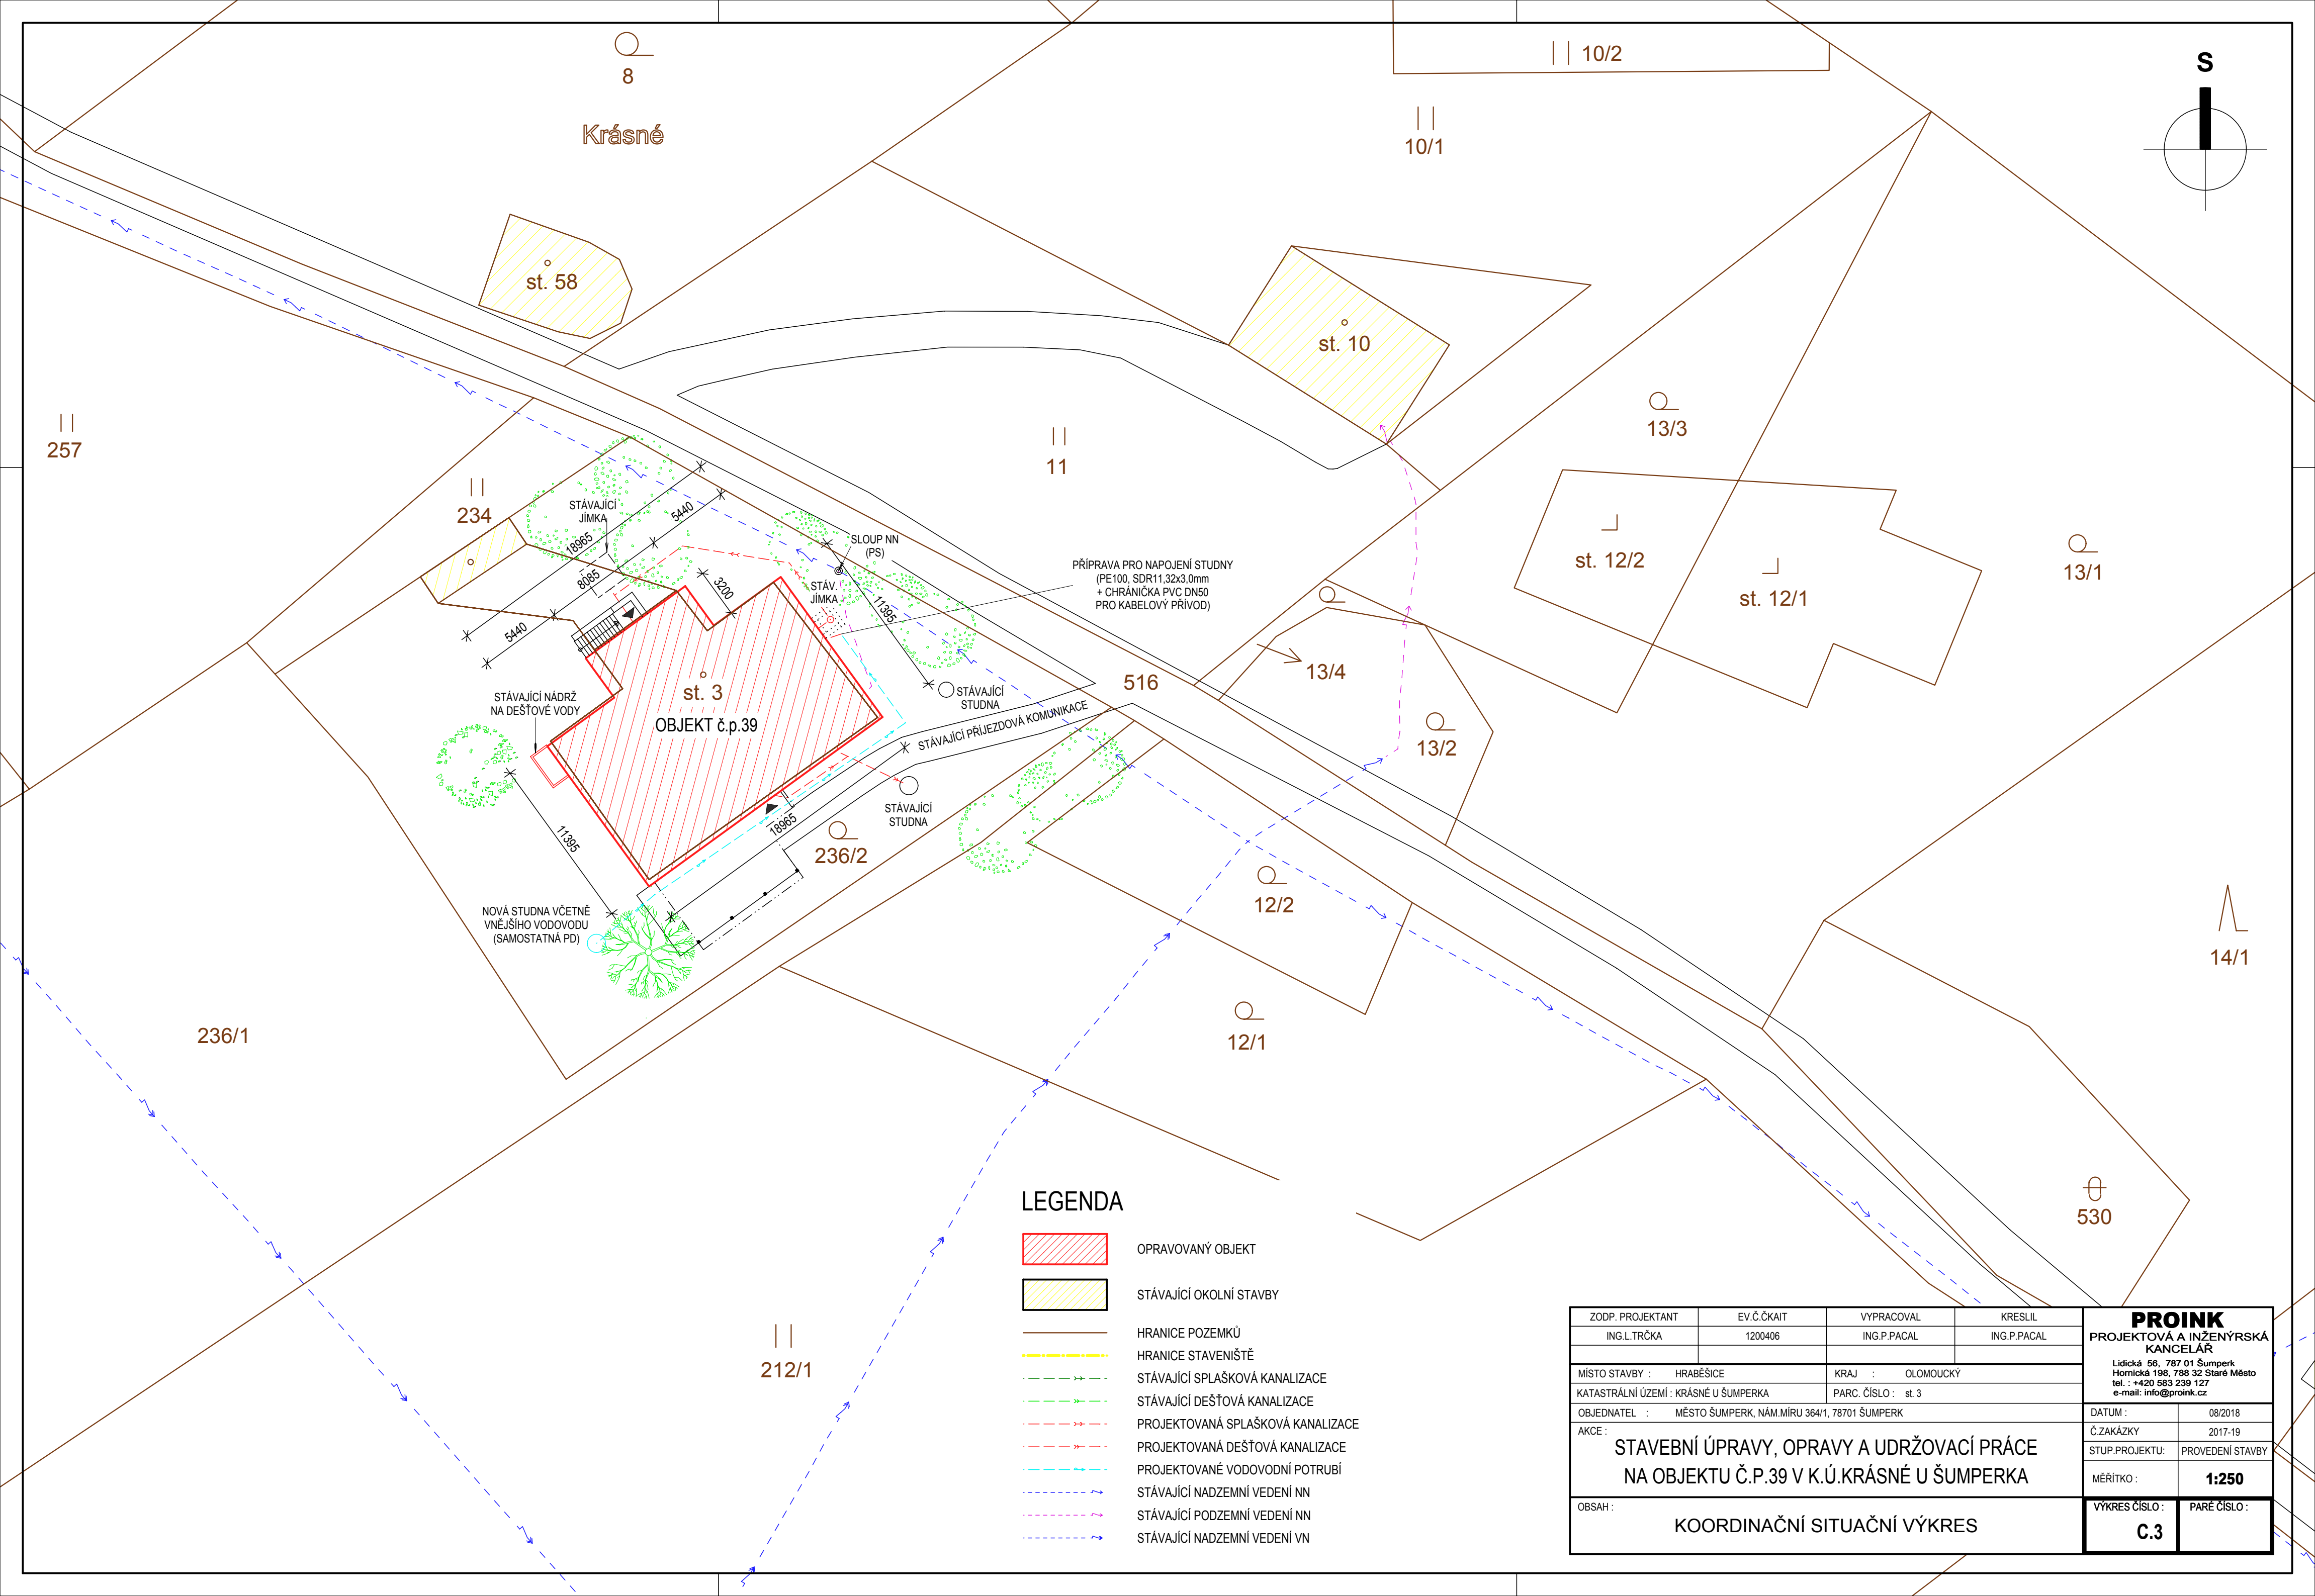 8
Krásné
10/2
10/1
S
st. 58
st. 10
257
234
11
13/3
13/1
st. 12/2
st. 12/1
STÁVAJÍCÍ
JÍMKA
5440
18965
8085
3200
5440
SLOUP NN
(PS)
STÁV.
JÍMKA
11395
PŘÍPRAVA PRO NAPOJENÍ STUDNY
(PE100, SDR11,32x3,0mm
+ CHRÁNIČKA PVC DN50
PRO KABELOVÝ PŘÍVOD)
13/4
516
13/2
st. 3
OBJEKT č.p.39
STÁVAJÍCÍ
STUDNA
STÁVAJÍCÍ PŘÍJEZDOVÁ KOMUNIKACE
STÁVAJÍCÍ NÁDRŽ
NA DEŠŤOVÉ VODY
STÁVAJÍCÍ
STUDNA
18965
11395
236/2
NOVÁ STUDNA VČETNĚ
VNĚJŠÍHO VODOVODU
(SAMOSTATNÁ PD)
12/2
12/1
14/1
236/1
530
212/1
LEGENDA
OPRAVOVANÝ OBJEKT
STÁVAJÍCÍ OKOLNÍ STAVBY
HRANICE POZEMKŮ
HRANICE STAVENIŠTĚ
STÁVAJÍCÍ SPLAŠKOVÁ KANALIZACE
STÁVAJÍCÍ DEŠŤOVÁ KANALIZACE
PROJEKTOVANÁ SPLAŠKOVÁ KANALIZACE
PROJEKTOVANÁ DEŠŤOVÁ KANALIZACE
PROJEKTOVANÉ VODOVODNÍ POTRUBÍ
STÁVAJÍCÍ NADZEMNÍ VEDENÍ NN
STÁVAJÍCÍ PODZEMNÍ VEDENÍ NN
STÁVAJÍCÍ NADZEMNÍ VEDENÍ VN
ZODP. PROJEKTANT EV.Č.ČKAIT VYPRACOVAL KRESLIL
ING.L.TRČKA 1200406 ING.P.PACAL ING.P.PACAL
MÍSTO STAVBY : HRABĚŠICE KRAJ : OLOMOUCKÝ
KATASTRÁLNÍ ÚZEMÍ : KRÁSNÉ U ŠUMPERKA PARC. ČÍSLO : st. 3
OBJEDNATEL : MĚSTO ŠUMPERK, NÁM.MÍRU 364/1, 78701 ŠUMPERK
AKCE :
STAVEBNÍ ÚPRAVY, OPRAVY A UDRŽOVACÍ PRÁCE
NA OBJEKTU Č.P.39 V K.Ú.KRÁSNÉ U ŠUMPERKA
OBSAH :
KOORDINAČNÍ SITUAČNÍ VÝKRES
PROINK
PROJEKTOVÁ A INŽENÝRSKÁ
KANCELÁŘ
Lidická 56, 787 01 Šumperk
Hornická 198, 788 32 Staré Město
tel. : +420 583 239 127
e-mail: info@proink.cz
DATUM : 08/2018
Č.ZAKÁZKY 2017-19
STUP.PROJEKTU: PROVEDENÍ STAVBY
MĚŘÍTKO : 1:250
VÝKRES ČÍSLO : PARÉ ČÍSLO :
C.3